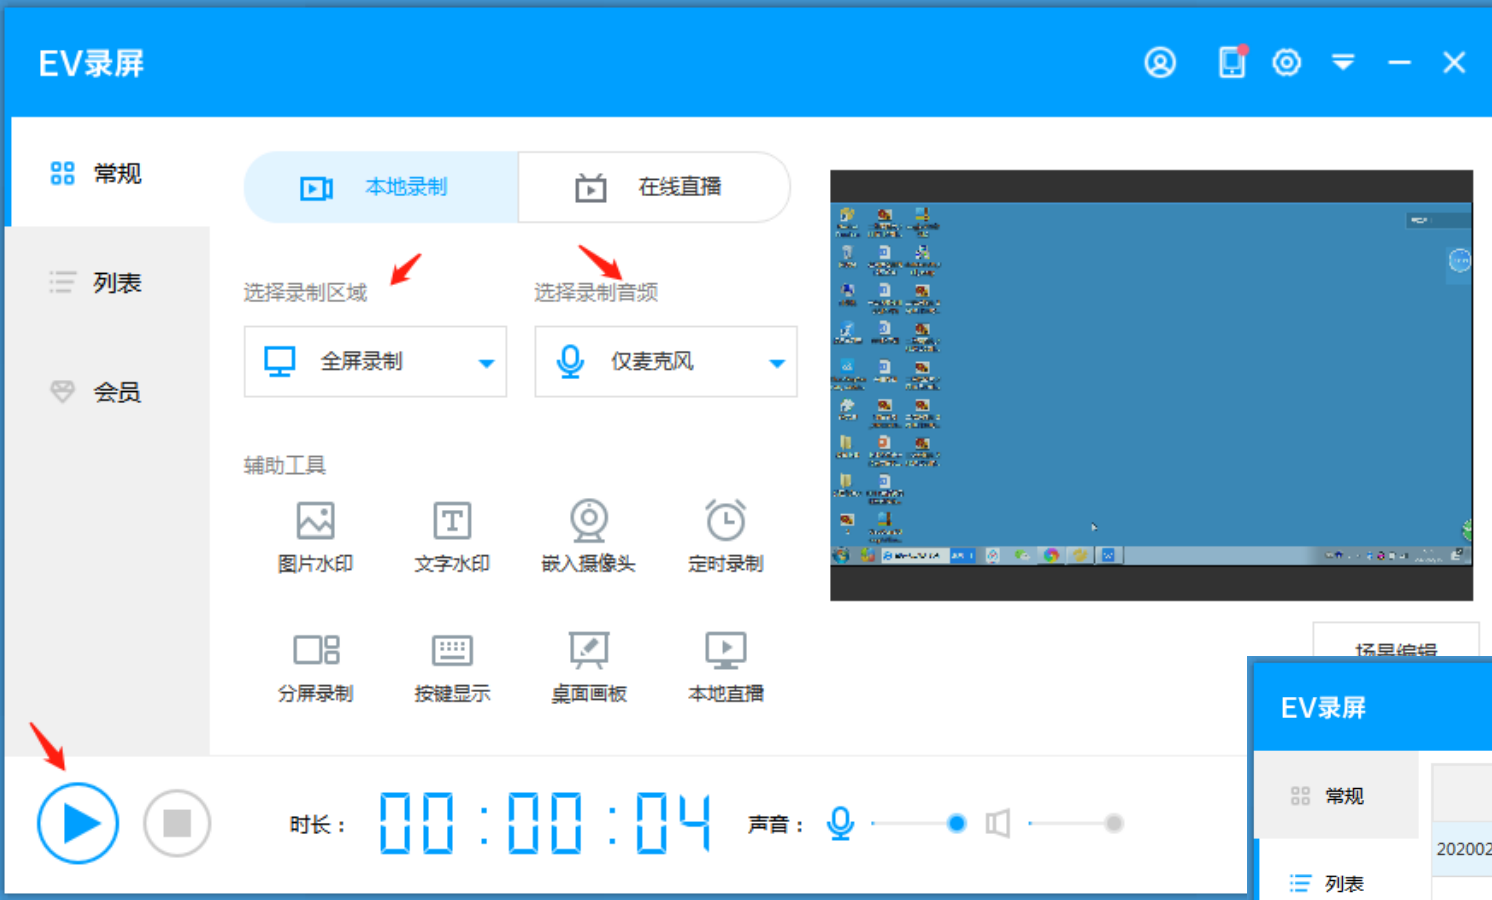 EV录屏
常规
列表
会员
本地录制
在线直播
选择录制区域
选择录制音频
全屏录制
仅麦克风
辅助工具
图片水印
文字水印
嵌入摄像头
定时录制
分屏录制
按键显示
桌面画板
本地直播
场景编辑
时长：
00:00:04
声音：
EV录屏
常规
列表
202002